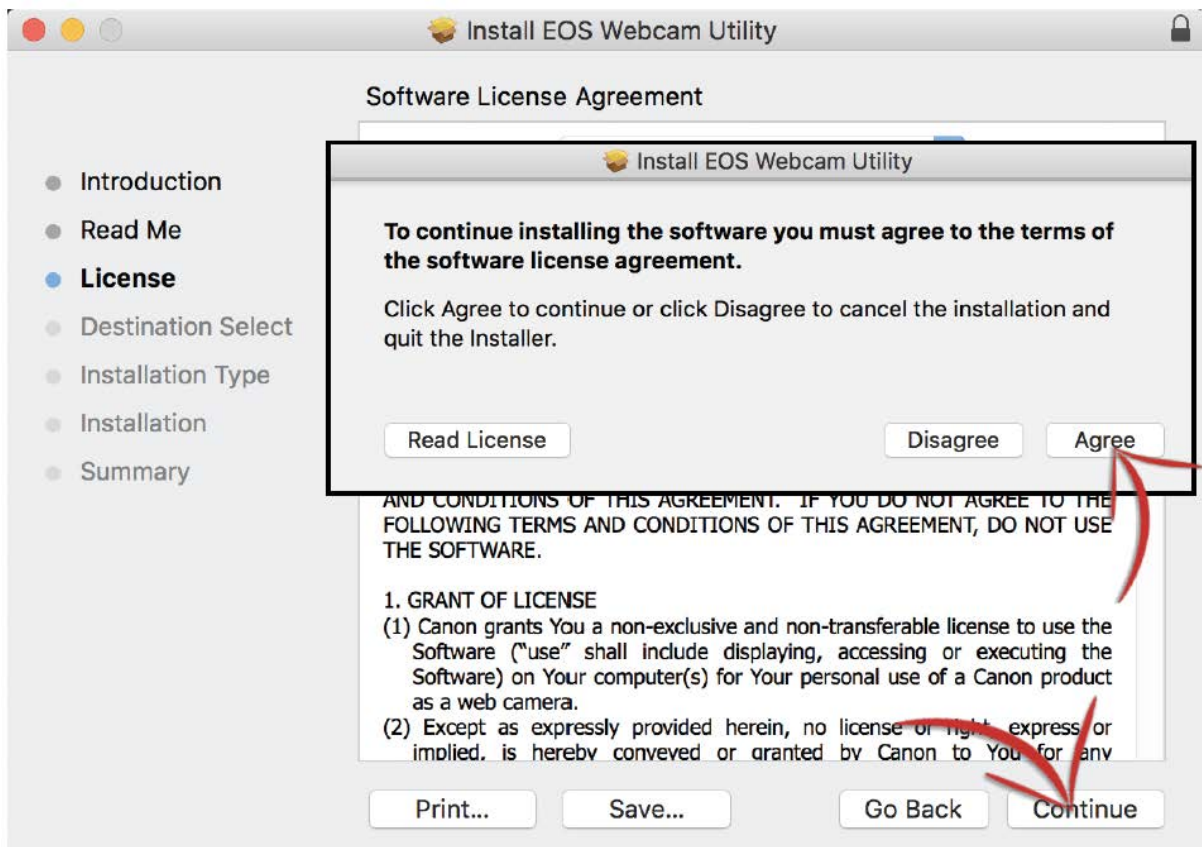 Install EOS Webcam Utility
Software License Agreement
Introduction
Read Me
License
Destination Select
Installation Type
Installation
Summary
Install EOS Webcam Utility
To continue installing the software you must agree to the terms of
the software license agreement.
Click Agree to continue or click Disagree to cancel the installation and
quit the Installer.
Read License
Disagree
Agree
AND CONDITIONS OF THIS AGREEMENT. IF YOU DO NOT AGREE TO THE
FOLLOWING TERMS AND CONDITIONS OF THIS AGREEMENT, DO NOT USE
THE SOFTWARE.
1. GRANT OF LICENSE
(1) Canon grants You a non-exclusive and non-transferable license to use the
Software ("use" shall include displaying, accessing or executing the
Software) on Your computer(s) for Your personal use of a Canon product
as a web camera.
(2) Except as expressly provided herein, no license or right, express or
implied, is hereby conveyed or granted by Canon to You for any
Print...
Save...
Go Back
Continue